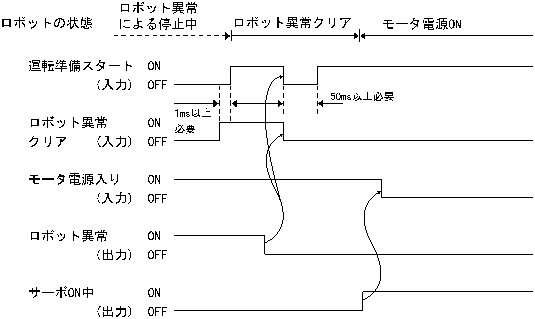 ロボットの状態
ロボット異常
による停止中
ロボット異常クリア
モータ電源ON
運転準備スタート ON
(入力) OFF
1ms以上
必要
50ms以上必要
ロボット異常 ON
クリア (入力) OFF
モータ電源入り ON
(入力) OFF
ロボット異常 ON
(出力) OFF
サーボON中 ON
(出力) OFF